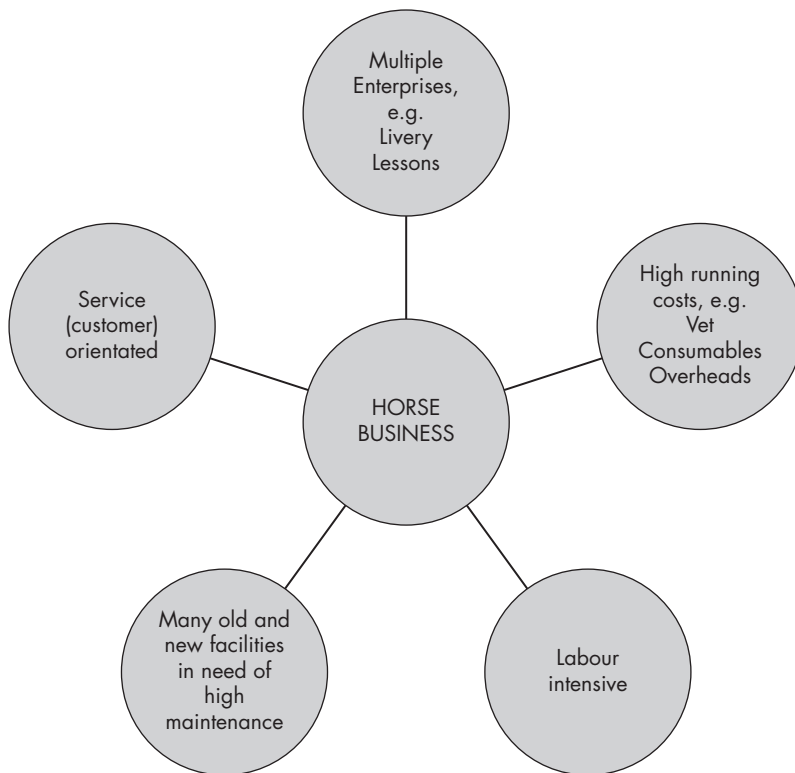 Multiple
Enterprises,
e.g.
Livery
Lessons
Service
(customer)
orientated
High running
costs, e.g.
Vet
Consumables
Overheads
HORSE
BUSINESS
Many old and
new facilities
in need of
high
maintenance
Labour
intensive